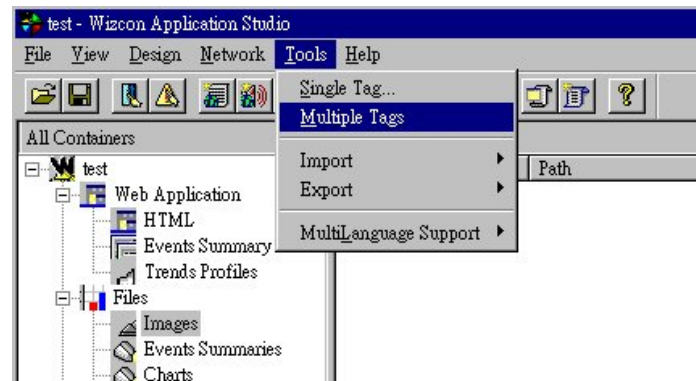 test - Wizcon Application Studio
File View Design Network Tools Help
Single Tag...
Multiple Tags
Import
Export
MultiLanguage Support
All Containers
Path
test
Web Application
HTML
Events Summary
Trends Profiles
Files
Images
Events Summaries
Charts